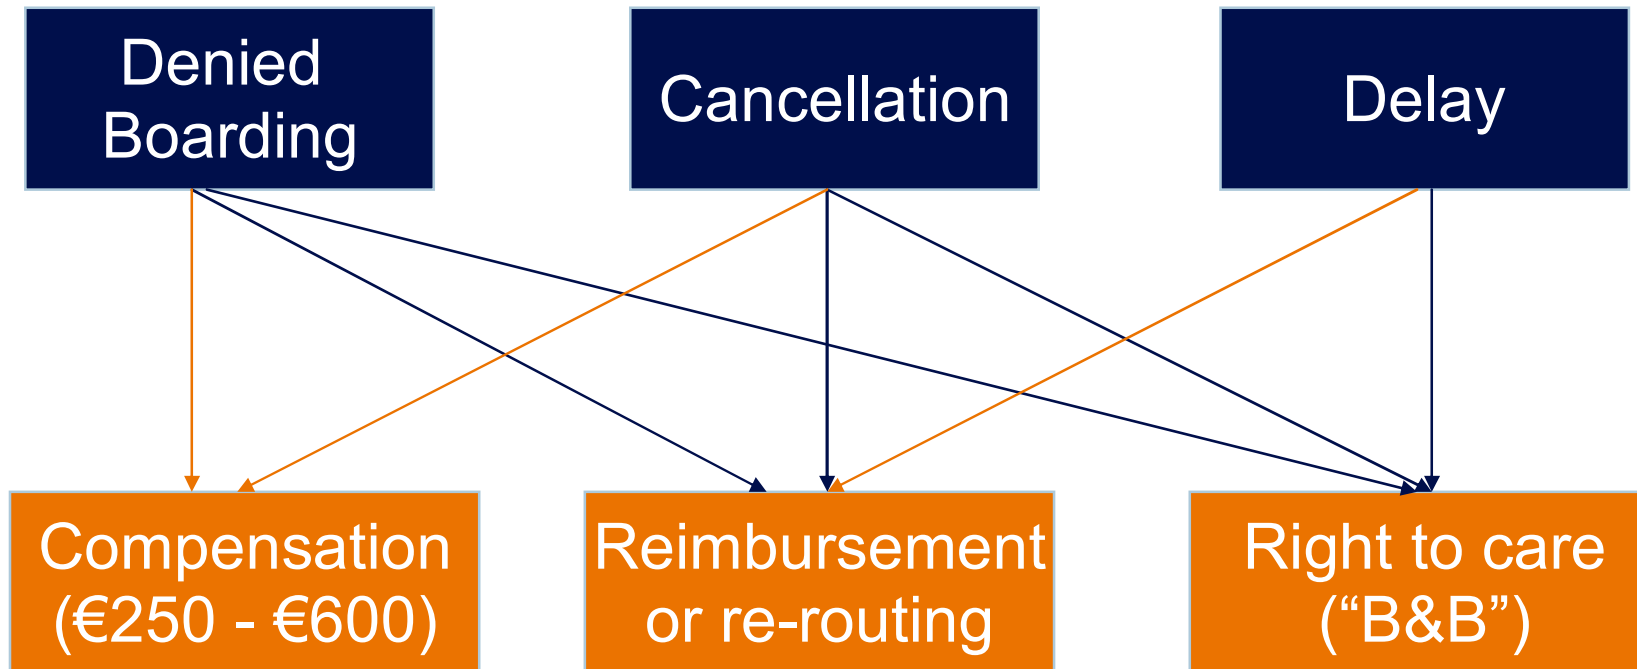 Denied
Boarding
Cancellation
Delay
Compensation
(€250 - €600)
Reimbursement
or re-routing
Right to care
(“B&B”)